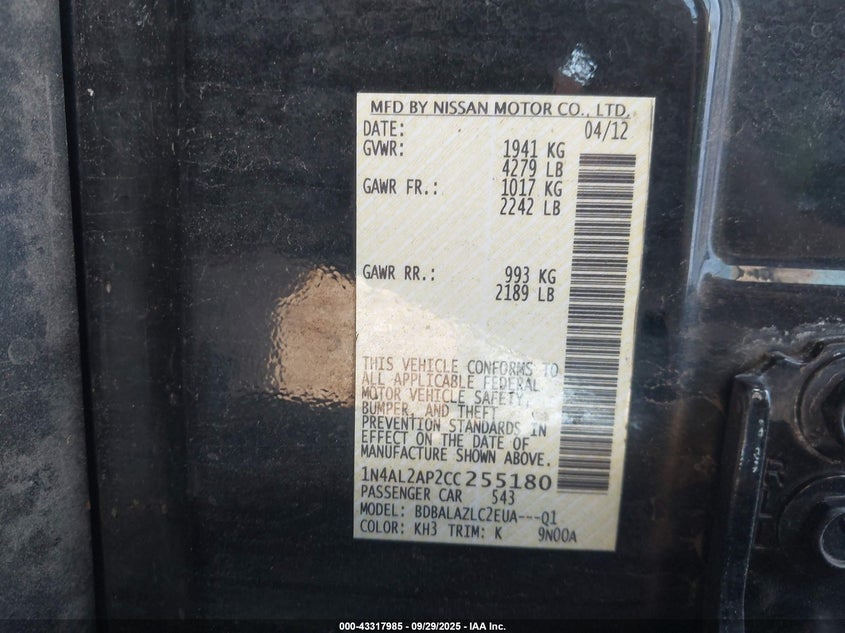 MFD BY NISSAN MOTOR CO., LTD.
DATE: 04/12
GVWR: 1941 KG
4279 LB
GAWR FR.: 1017 KG
2242 LB
GAWR RR.: 993 KG
2189 LB
THIS VEHICLE CONFORMS TO
ALL APPLICABLE FEDERAL
MOTOR VEHICLE SAFETY,
BUMPER, AND THEFT
PREVENTION STANDARDS IN
EFFECT ON THE DATE OF
MANUFACTURE SHOWN ABOVE.
1N4AL2AP2CC255180
PASSENGER CAR 543
MODEL: BDBALAZLC2EUA---Q1
COLOR: KH3 TRIM: K 9N00A
000-43317985 - 09/29/2025 - IAA Inc.